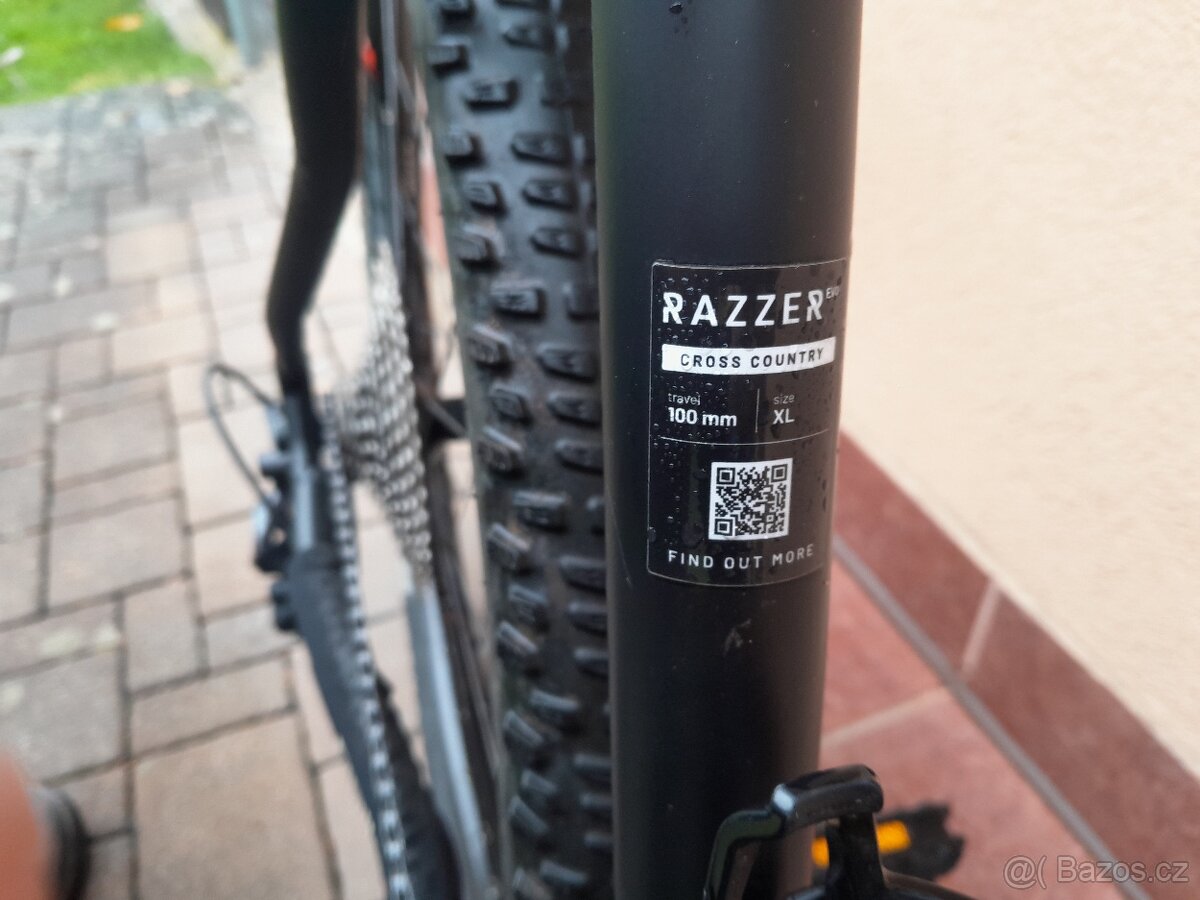 RAZZER EVO
CROSS COUNTRY
travel
size
100 mm
XL
FIND OUT MORE
@( Bazos.cz